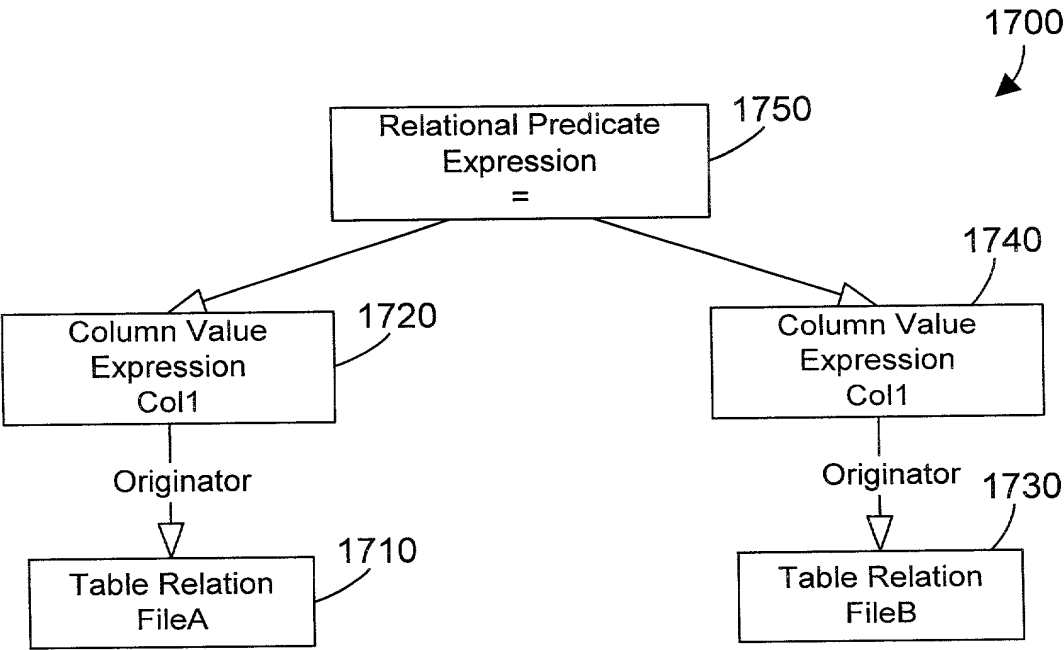 1700
1750
Relational Predicate
Expression
=
1740
1720
Column Value
Expression
Col1
Column Value
Expression
Col1
Originator
Originator
1730
1710
Table Relation
FileA
Table Relation
FileB